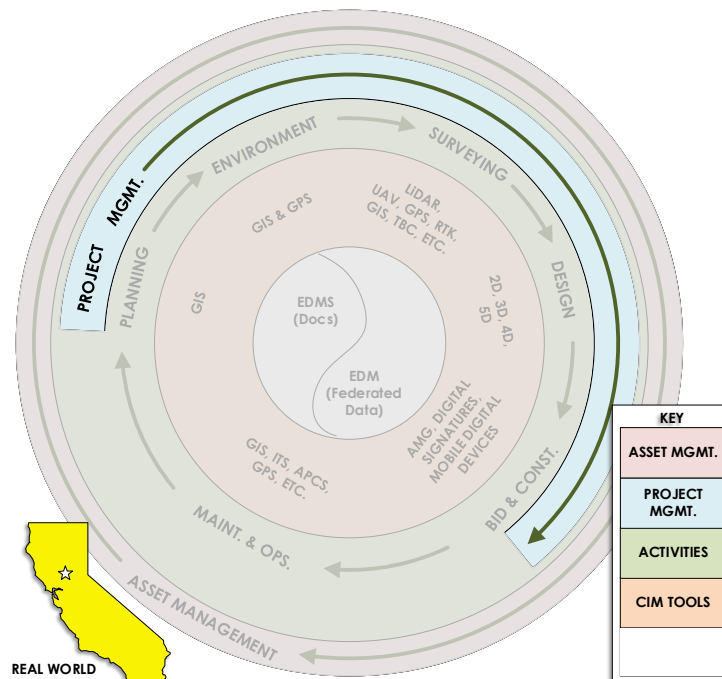 PROJECT MGMT.
PLANNING
ENVIRONMENT
SURVEYING
DESIGN
BID & CONST.
MAINT. & OPS.
ASSET MANAGEMENT
GIS
GIS & GPS
LiDAR,
UAV, GPS, RTK,
GIS, TBC, ETC.
2D, 3D, 4D,
5D
AMG, DIGITAL
SIGNATURES,
MOBILE DIGITAL
DEVICES
GIS, ITS, APCS,
GPS, ETC.
EDMS
(Docs)
EDM
(Federated
Data)
REAL WORLD
KEY
ASSET MGMT.
PROJECT
MGMT.
ACTIVITIES
CIM TOOLS